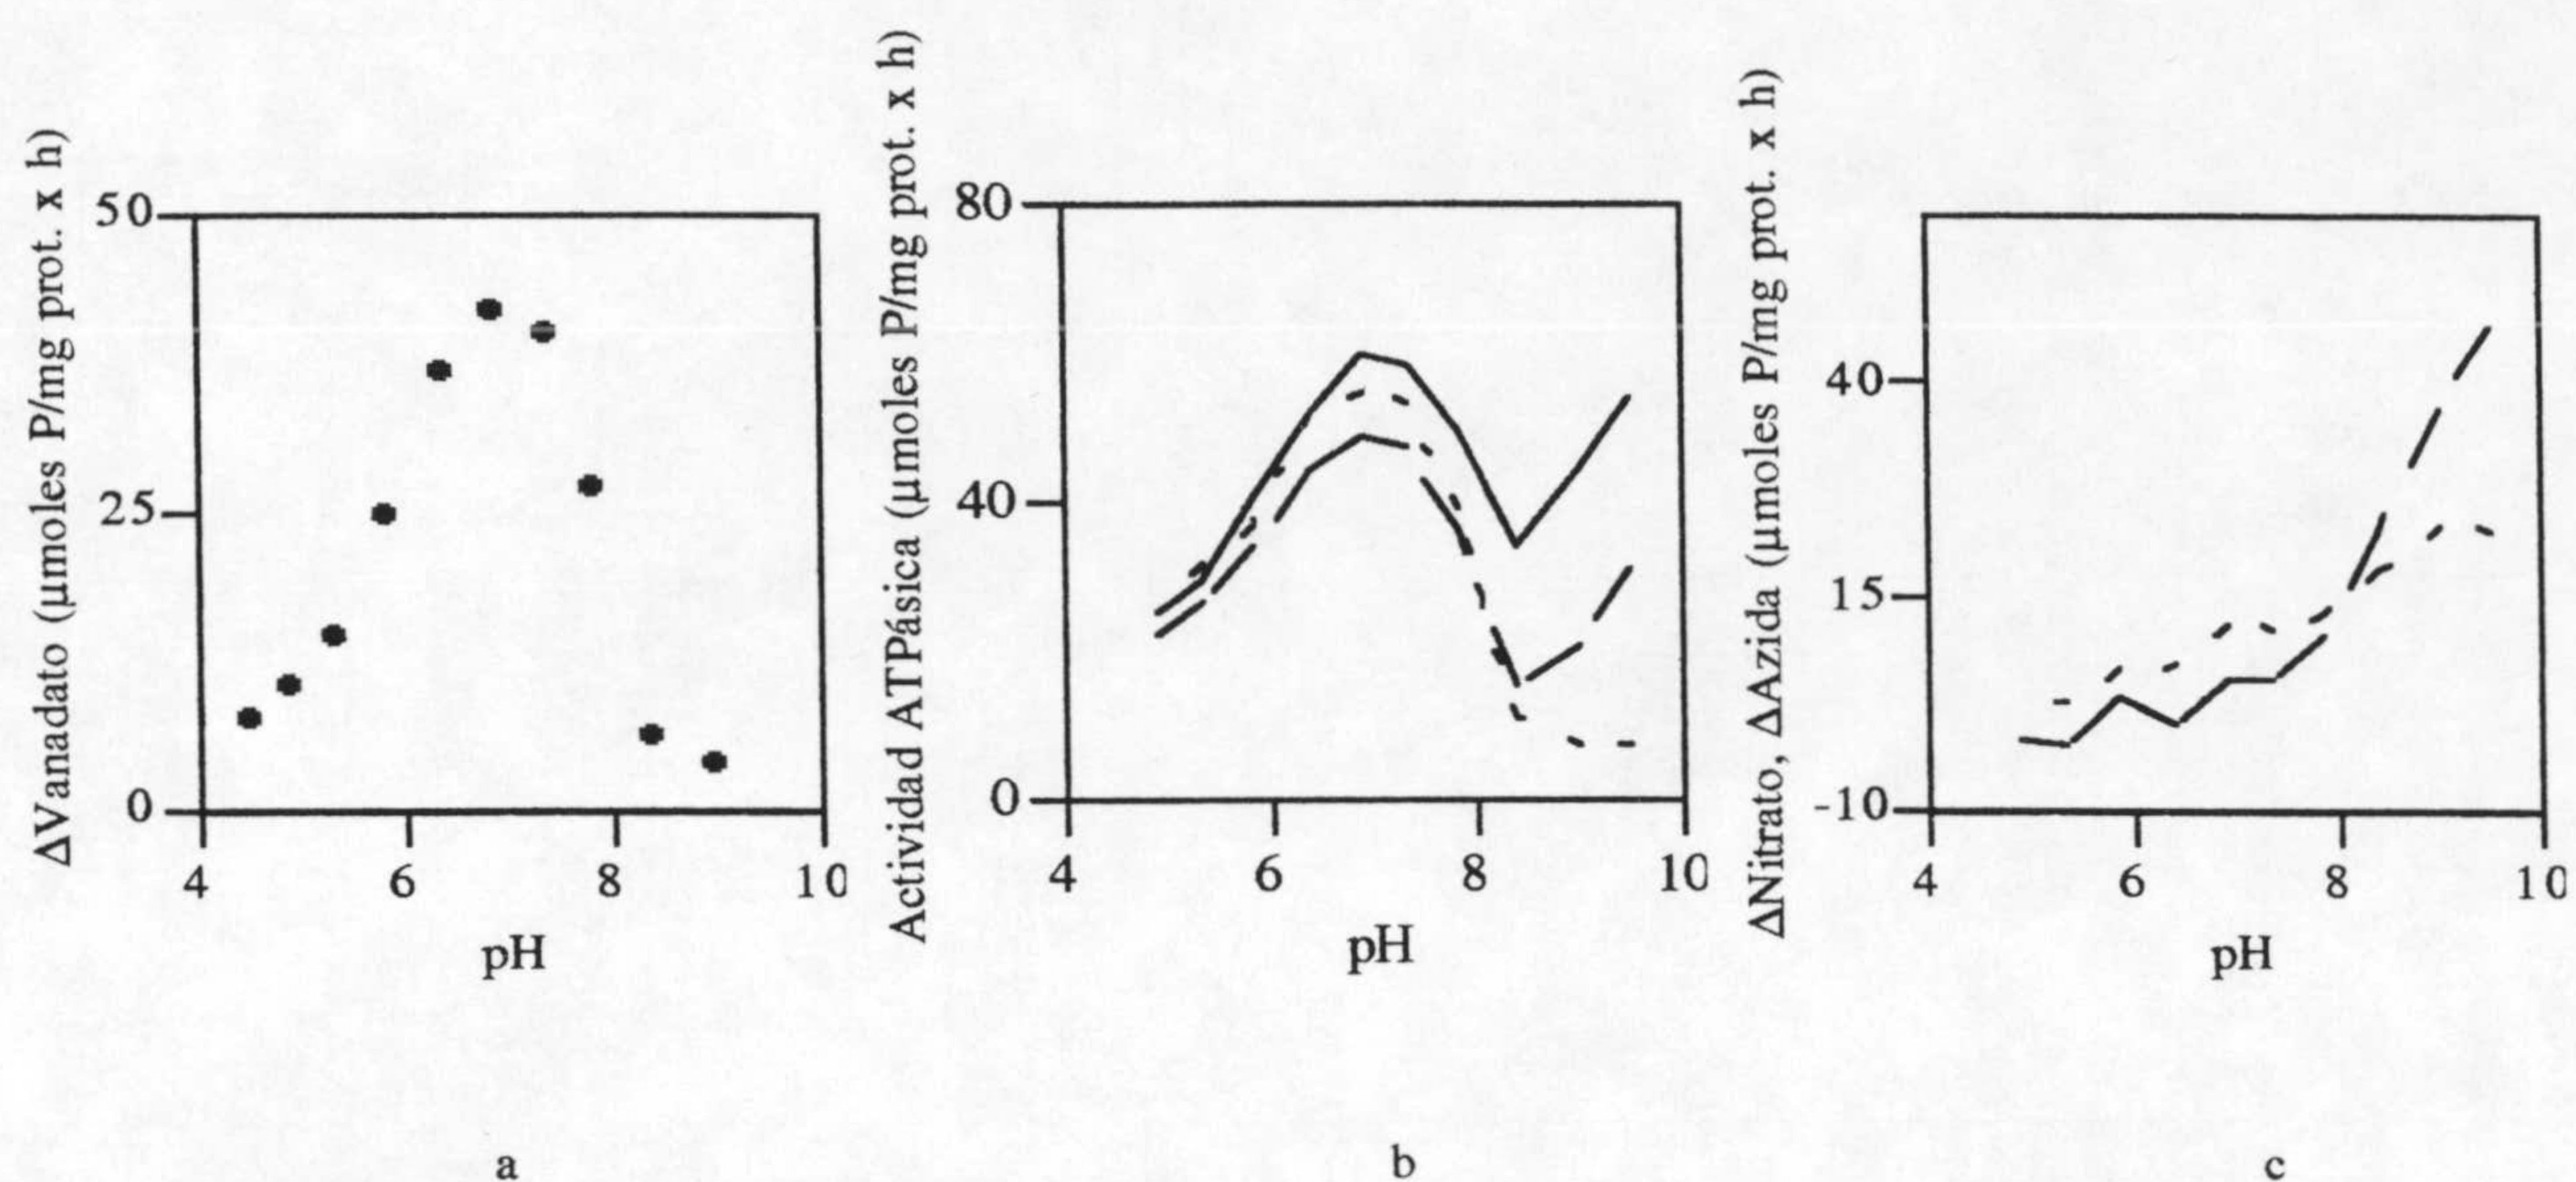 ΔVanadato (μmoles P/mg prot. x h)
50
25
0
4 6 8 10
pH
a
Actividad ATPásica (μmoles P/mg prot. x h)
80
40
0
4 6 8 10
pH
b
ΔNitrato, ΔAzida (μmoles P/mg prot. x h)
40
15
-10
4 6 8 10
pH
c